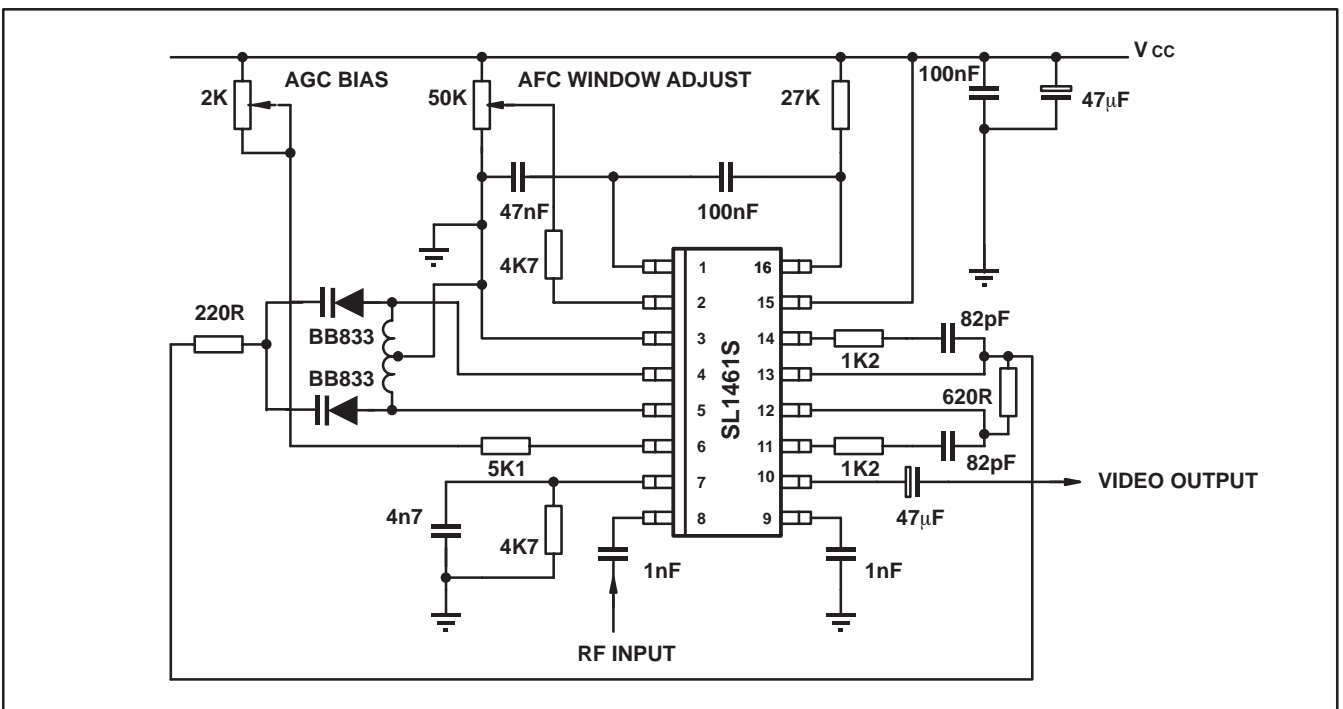 V CC
AGC BIAS
AFC WINDOW ADJUST
100nF
2K
50K
27K
47µF
47nF
100nF
4K7
1
16
220R
2
15
82pF
BB833
3
14
1K2
SL1461S
4
13
BB833
620R
5
12
6
11
5K1
1K2
82pF
7
10
VIDEO OUTPUT
4n7
8
9
47µF
4K7
1nF
1nF
RF INPUT